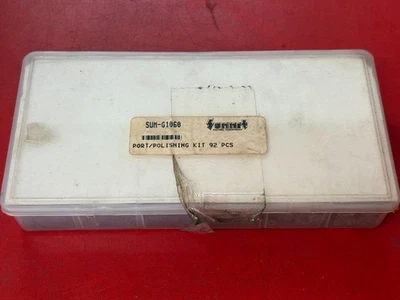 SUM-G1060
Summit
PORT/POLISHING KIT 92 PCS